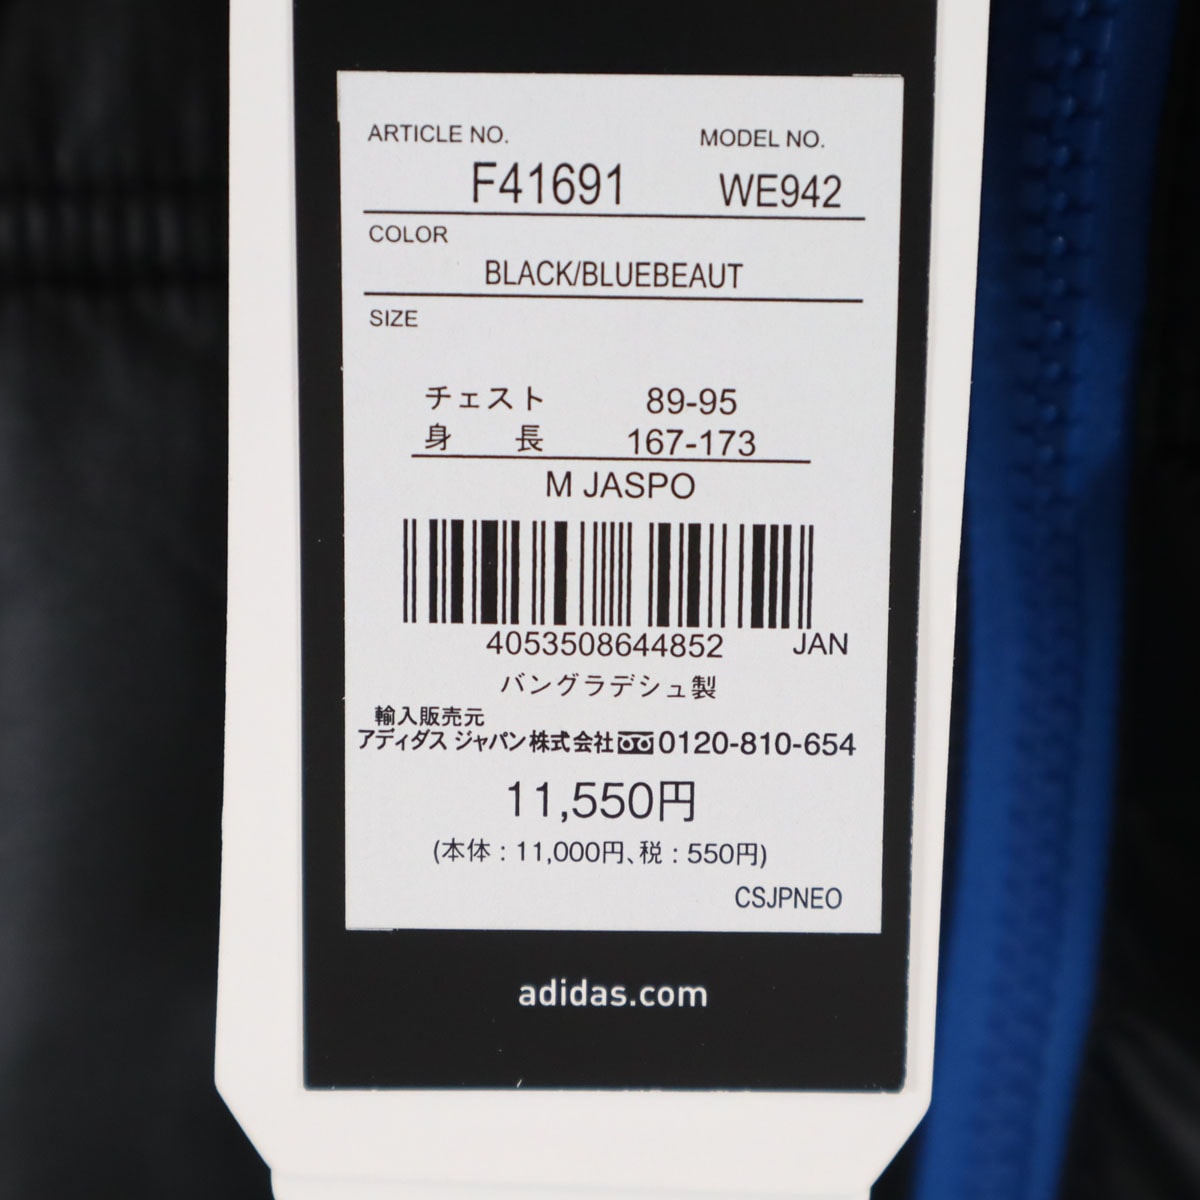 ARTICLE NO. MODEL NO.
F41691 WE942
COLOR
BLACK/BLUEBEAUT
SIZE
チェスト 89-95
身 長 167-173
M JASPO
4053508644852 JAN
バングラデシュ製
輸入販売元
アディダス ジャパン株式会社 0120-810-654
11,550円
(本体 : 11,000円、税 : 550円)
CSJPNEO
adidas.com